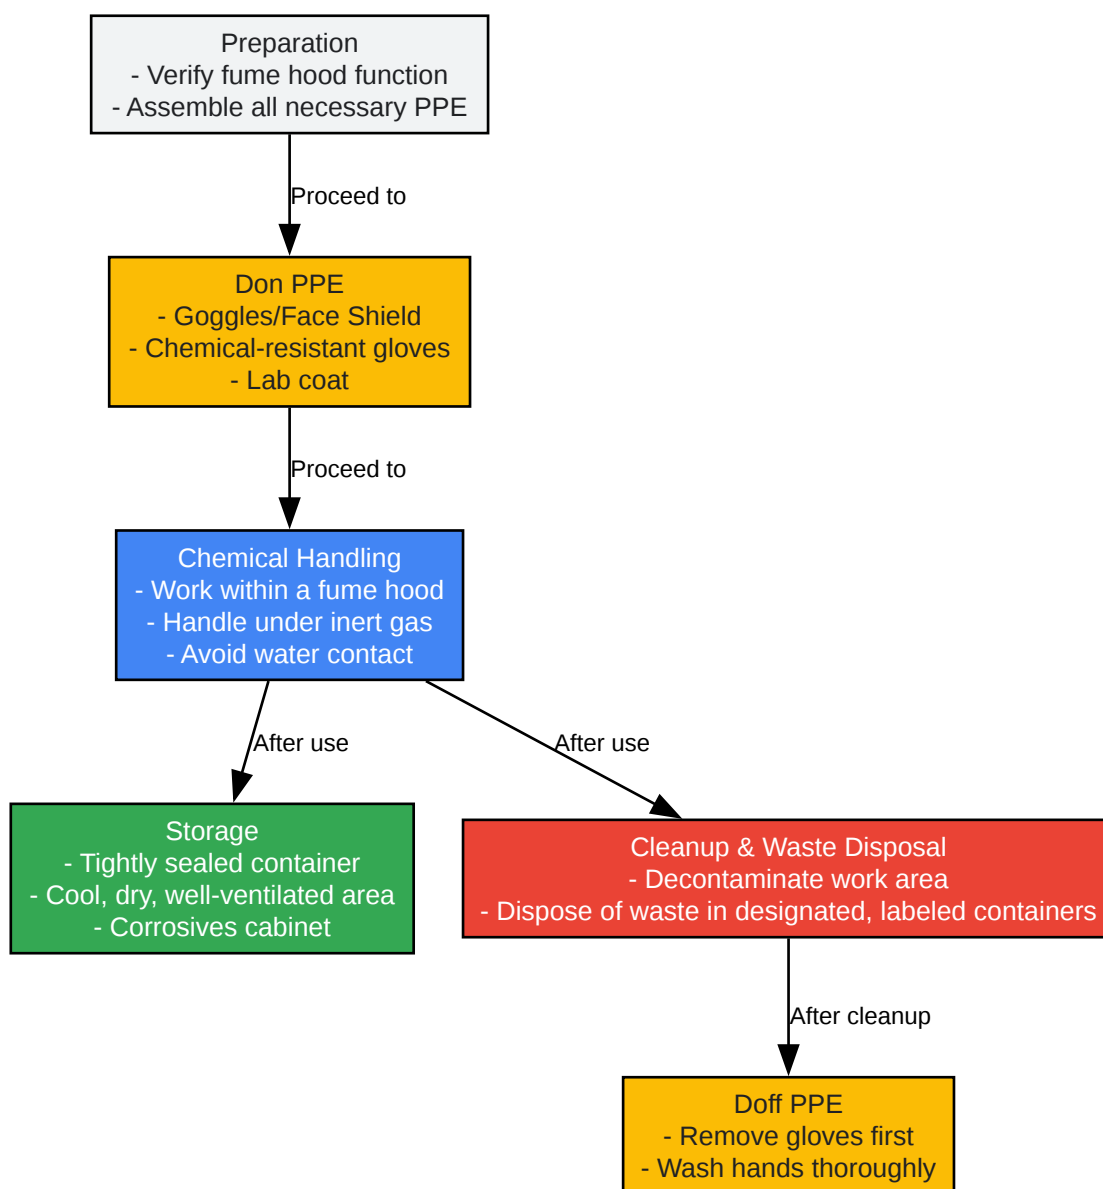 Preparation
- Verify fume hood function
- Assemble all necessary PPE
Proceed to
Don PPE
- Goggles/Face Shield
- Chemical-resistant gloves
- Lab coat
Proceed to
Chemical Handling
- Work within a fume hood
- Handle under inert gas
- Avoid water contact
After use
After use
Storage
- Tightly sealed container
- Cool, dry, well-ventilated area
- Corrosives cabinet
Cleanup & Waste Disposal
- Decontaminate work area
- Dispose of waste in designated, labeled containers
After cleanup
Doff PPE
- Remove gloves first
- Wash hands thoroughly